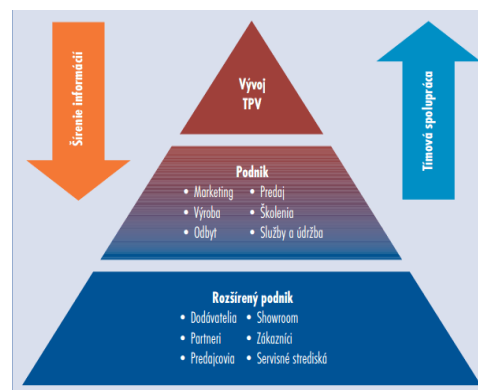 Šírenie informácií
Vývoj
TPV
Tímová spolupráca
Podnik
• Marketing • Predaj
• Výroba • Školenia
• Odbyt • Služby a údržba
Rozšírený podnik
• Dodávatelia • Showroom
• Partneri • Zákazníci
• Predajcovia • Servisné strediská